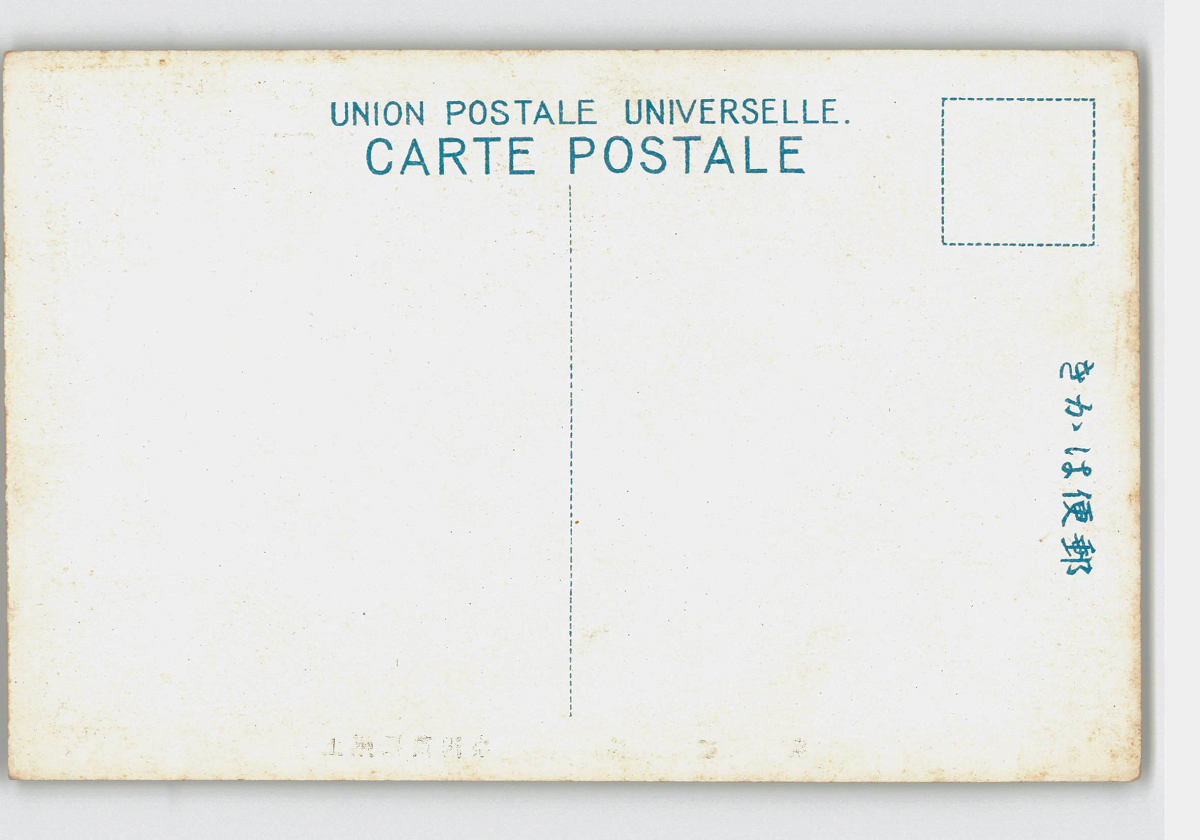 UNION POSTALE UNIVERSELLE.
CARTE POSTALE
郵便はかき